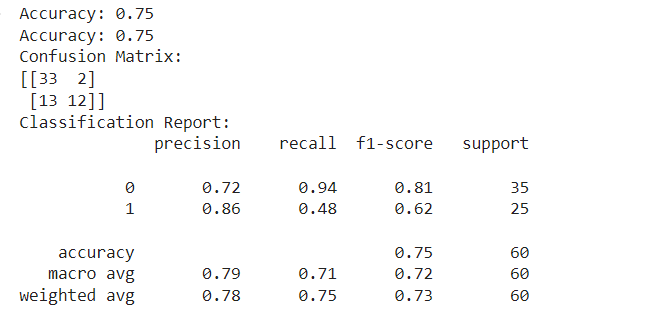 Accuracy: 0.75
Accuracy: 0.75
Confusion Matrix:
[[33  2]
 [13 12]]
Classification Report:
              precision    recall  f1-score   support

           0       0.72      0.94      0.81        35
           1       0.86      0.48      0.62        25

    accuracy                           0.75        60
   macro avg       0.79      0.71      0.72        60
weighted avg       0.78      0.75      0.73        60